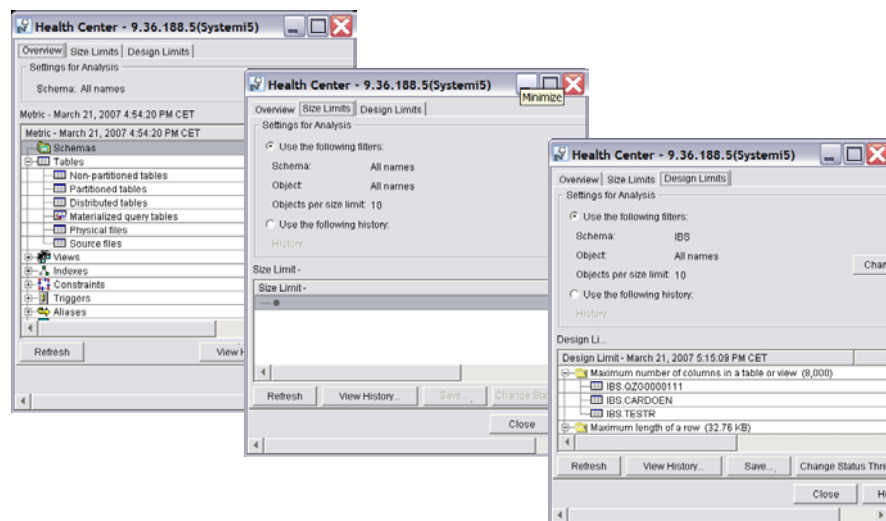 Health Center - 9.36.188.5(Systemi5)
Overview Size Limits Design Limits
Settings for Analysis
Schema: All names
Metric - March 21, 2007 4:54:20 PM CET
Metric - March 21, 2007 4:54:20 PM CET
Schemas
Tables
Non-partitioned tables
Partitioned tables
Distributed tables
Materialized query tables
Physical files
Source files
Views
Indexes
Constraints
Triggers
Aliases
Refresh View H
Health Center - 9.36.188.5(Systemi5)
Minimize
Overview Size Limits Design Limits
Settings for Analysis
Use the following filters:
Schema: All names
Object: All names
Objects per size limit: 10
Use the following history:
History:
Size Limit -
Size Limit -
Refresh View History... Save... Change Sta
Close
Health Center - 9.36.188.5(Systemi5)
Overview Size Limits Design Limits
Settings for Analysis
Use the following filters:
Schema: IBS
Object: All names
Chan
Objects per size limit: 10
Use the following history:
History:
Design Li...
Design Limit - March 21, 2007 5:15:09 PM CET
Maximum number of columns in a table or view (8,000)
IBS.QZG0000111
IBS.CARDOEN
IBS.TESTR
Maximum length of a row (32.76 KB)
Refresh View History... Save... Change Status Thre
Close He